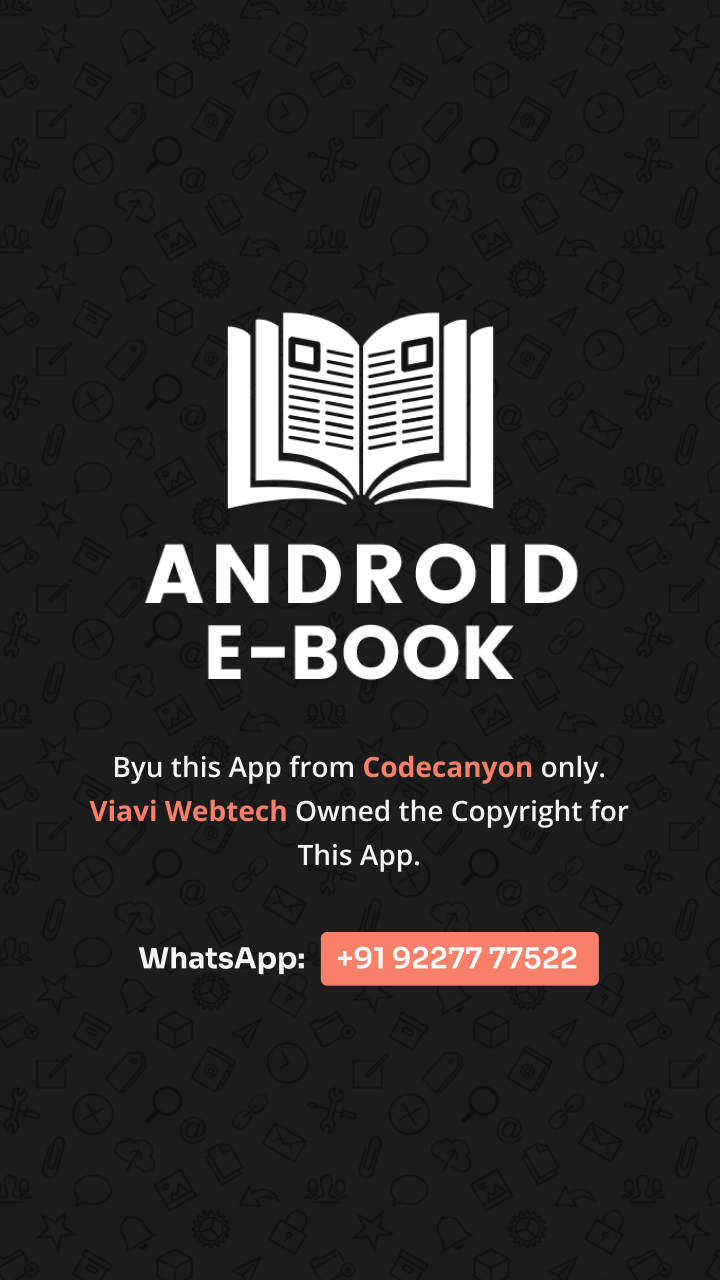 ANDROID
E-BOOK
Byu this App from Codecanyon only.
Viavi Webtech Owned the Copyright for
This App.
WhatsApp: +91 92277 77522